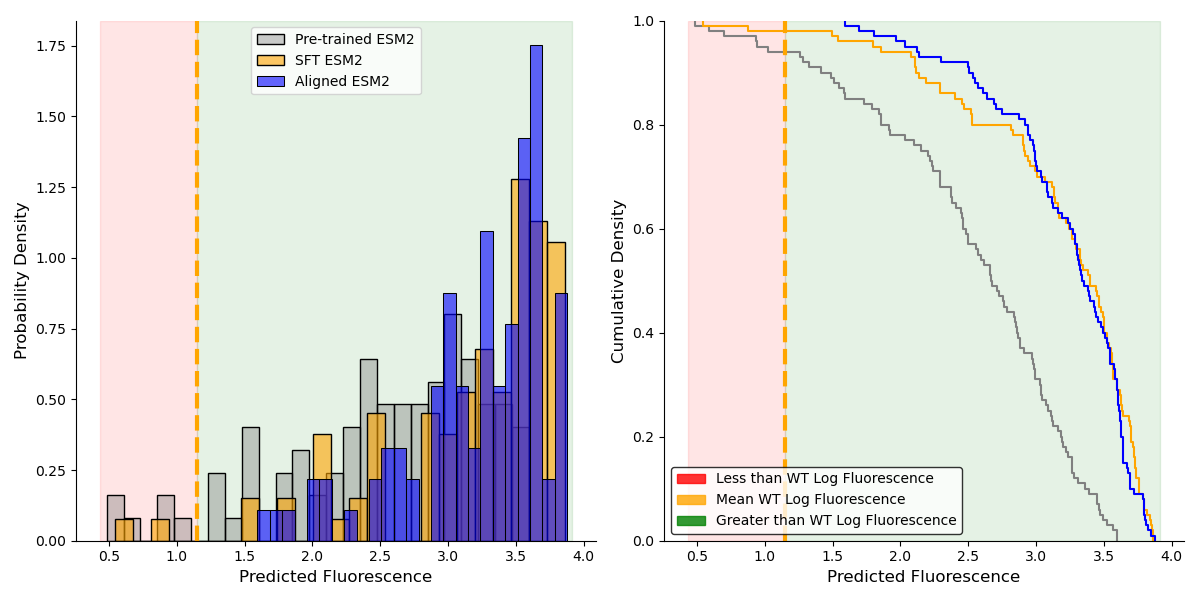 Pre-trained ESM2
SFT ESM2
Aligned ESM2
1.75
1.50
1.25
1.00
0.75
0.50
0.25
0.00
Probability Density
0.5 1.0 1.5 2.0 2.5 3.0 3.5 4.0
Predicted Fluorescence
1.0
0.8
0.6
0.4
0.2
0.0
Cumulative Density
Less than WT Log Fluorescence
Mean WT Log Fluorescence
Greater than WT Log Fluorescence
0.5 1.0 1.5 2.0 2.5 3.0 3.5 4.0
Predicted Fluorescence